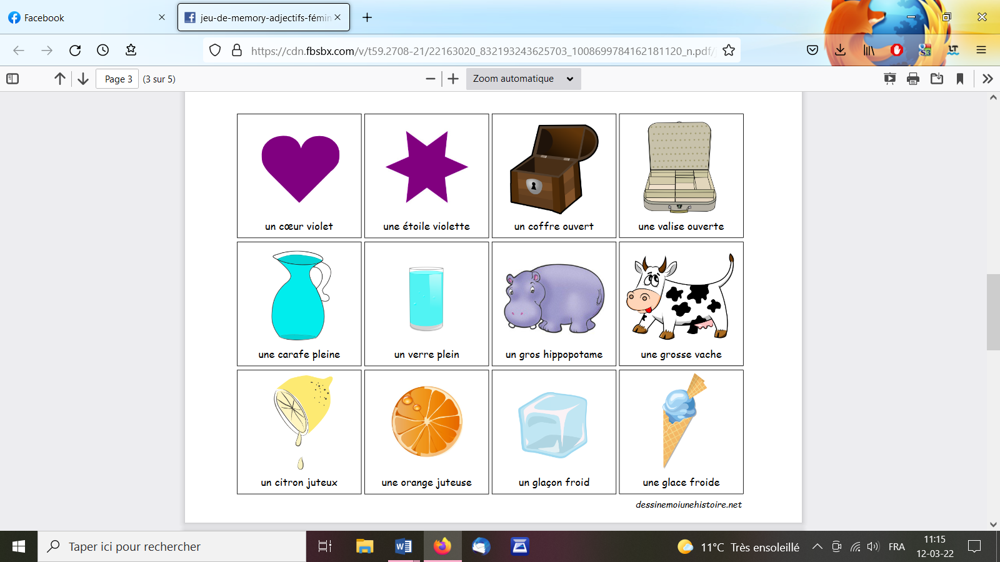 Facebook
jeu-de-memory-adjectifs-fémin
https://cdn.fbsbx.com/v/t59.2708-21/22163020_832193243625703_1008699784162181120_n.pdf/
Page 3 (3 sur 5)
Zoom automatique
un cœur violet
une étoile violette
un coffre ouvert
une valise ouverte
une carafe pleine
un verre plein
un gros hippopotame
une grosse vache
un citron juteux
une orange juteuse
un glaçon froid
une glace froide
dessinemoiunehistoire.net
Taper ici pour rechercher
11°C Très ensoleillé
FRA
11:15
12-03-22